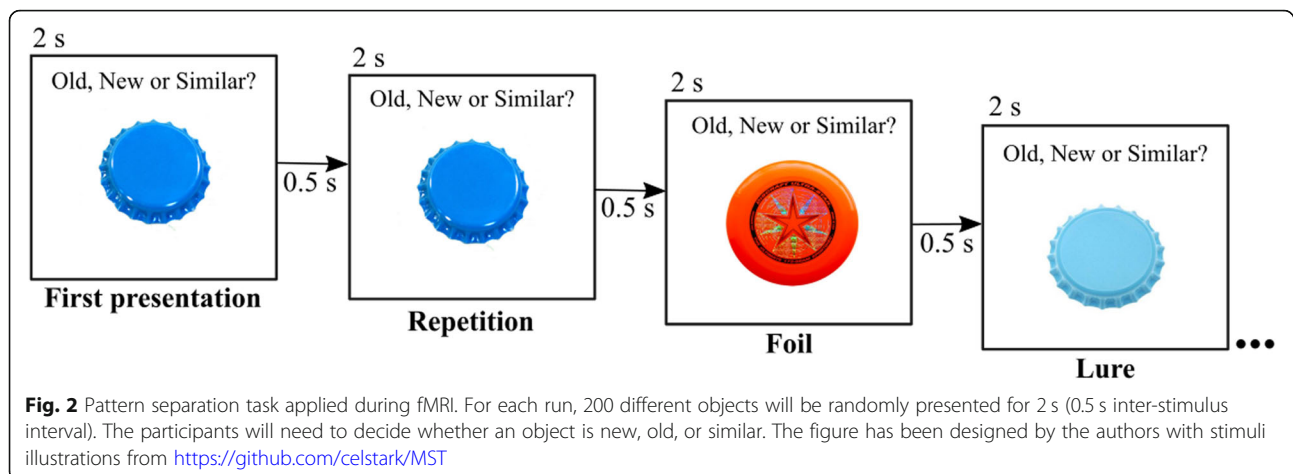 2 s
Old, New or Similar?
First presentation
0.5 s
2 s
Old, New or Similar?
Repetition
0.5 s
2 s
Old, New or Similar?
Foil
0.5 s
2 s
Old, New or Similar?
Lure
•••
Fig. 2 Pattern separation task applied during fMRI. For each run, 200 different objects will be randomly presented for 2 s (0.5 s inter-stimulus
interval). The participants will need to decide whether an object is new, old, or similar. The figure has been designed by the authors with stimuli
illustrations from https://github.com/celstark/MST